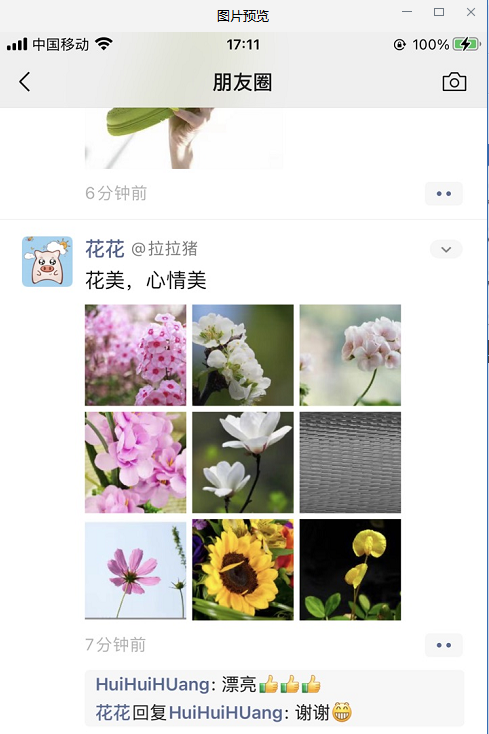 图片预览
中国移动 17:11 100%
朋友圈
6分钟前
花花 @拉拉猪
花美，心情美
7分钟前
HuiHuiHUang: 漂亮👍👍👍
花花回复HuiHuiHUang: 谢谢😁